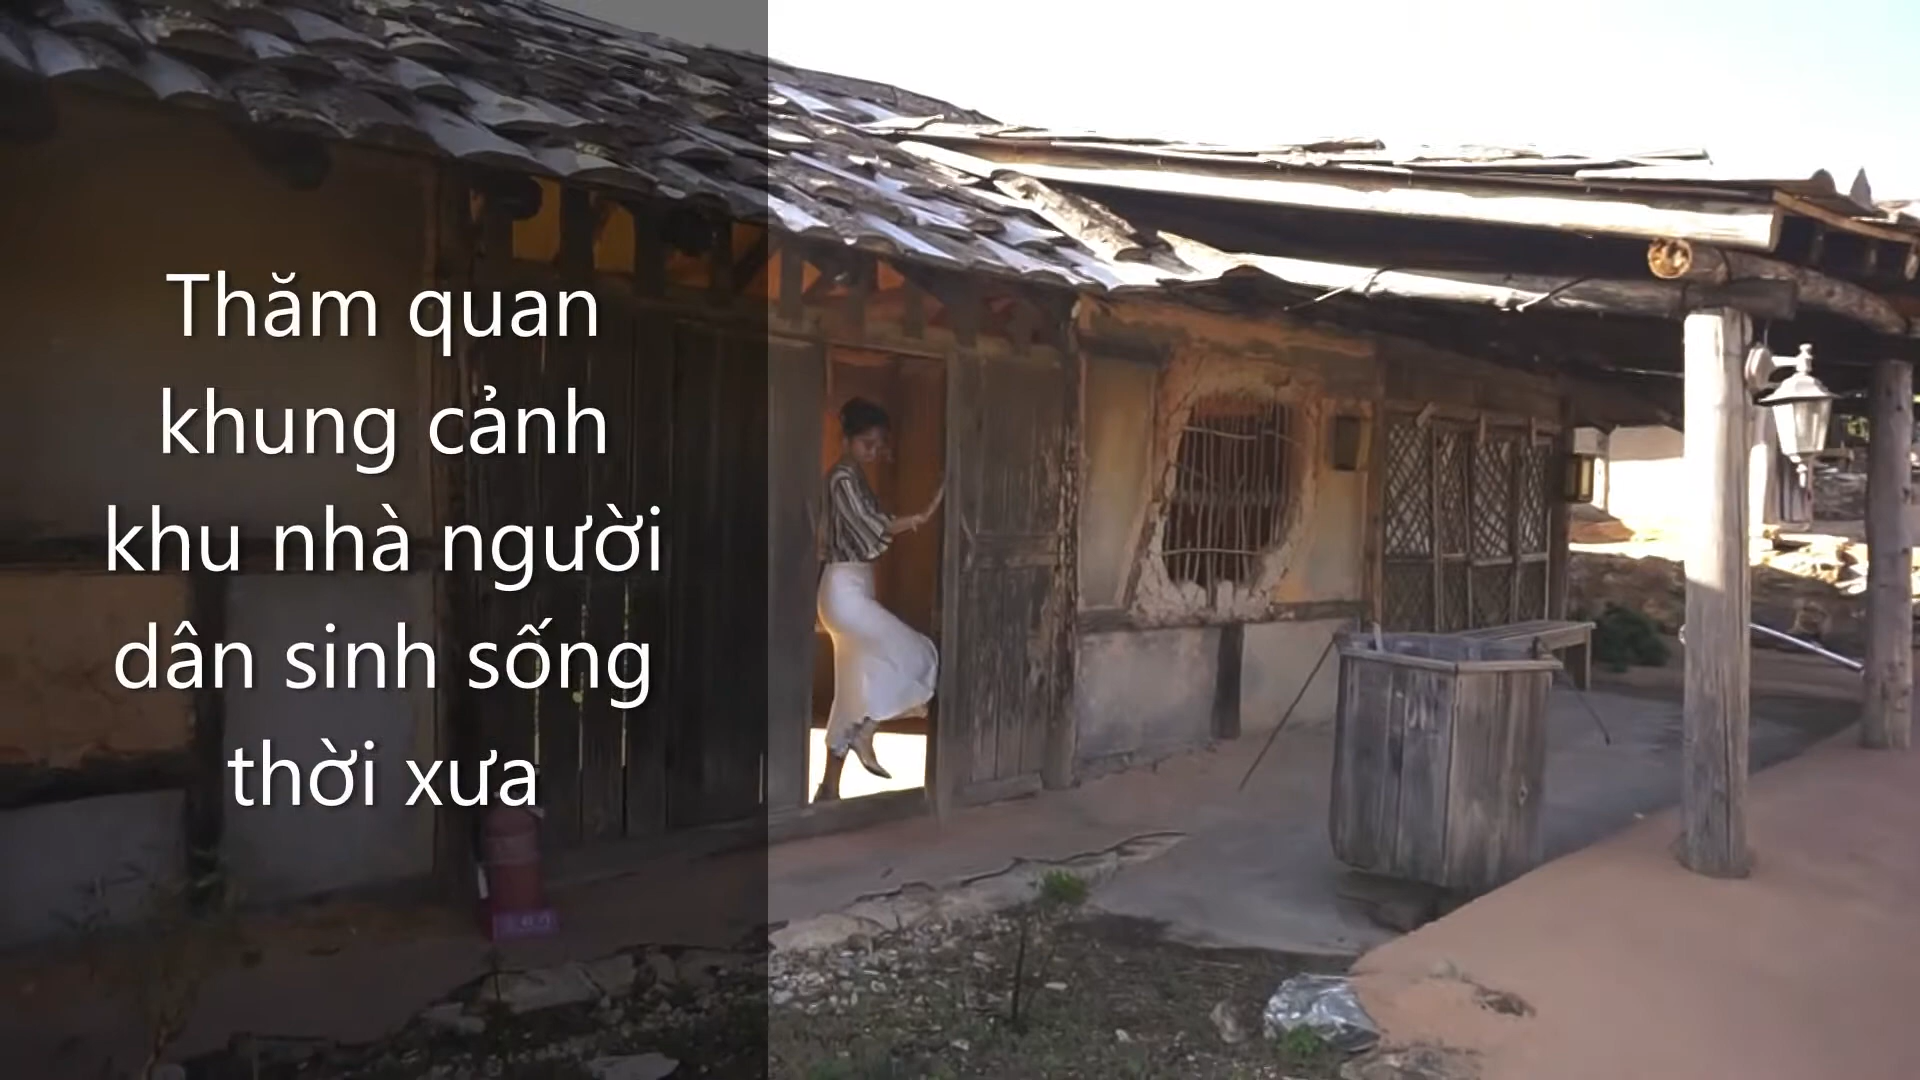 Thăm quan
khung cảnh
khu nhà người
dân sinh sống
thời xưa